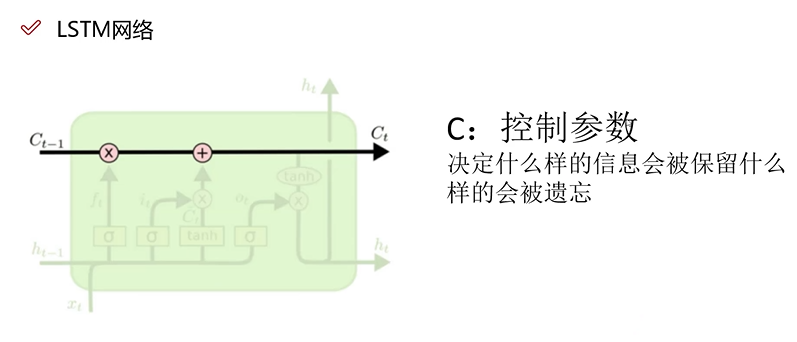 LSTM网络
h_t
C_{t-1}
C_t
C：控制参数
决定什么样的信息会被保留什么
样的会被遗忘
tanh
f_t
i_t
C̃_t
o_t
σ
σ
tanh
σ
h_{t-1}
h_t
x_t